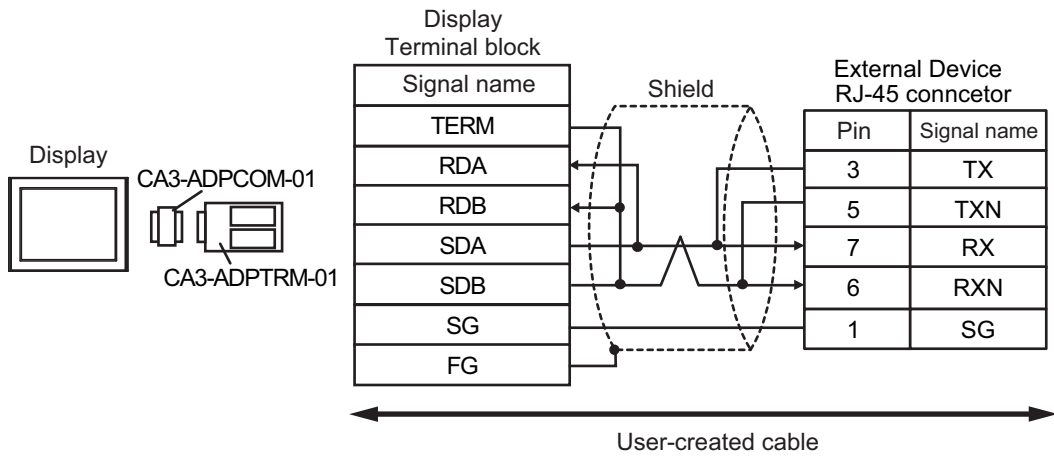 Display
CA3-ADPCOM-01
CA3-ADPTRM-01
Display
Terminal block
Signal name
TERM
RDA
RDB
SDA
SDB
SG
FG
Shield
External Device
RJ-45 conncetor
Pin Signal name
3 TX
5 TXN
7 RX
6 RXN
1 SG
User-created cable